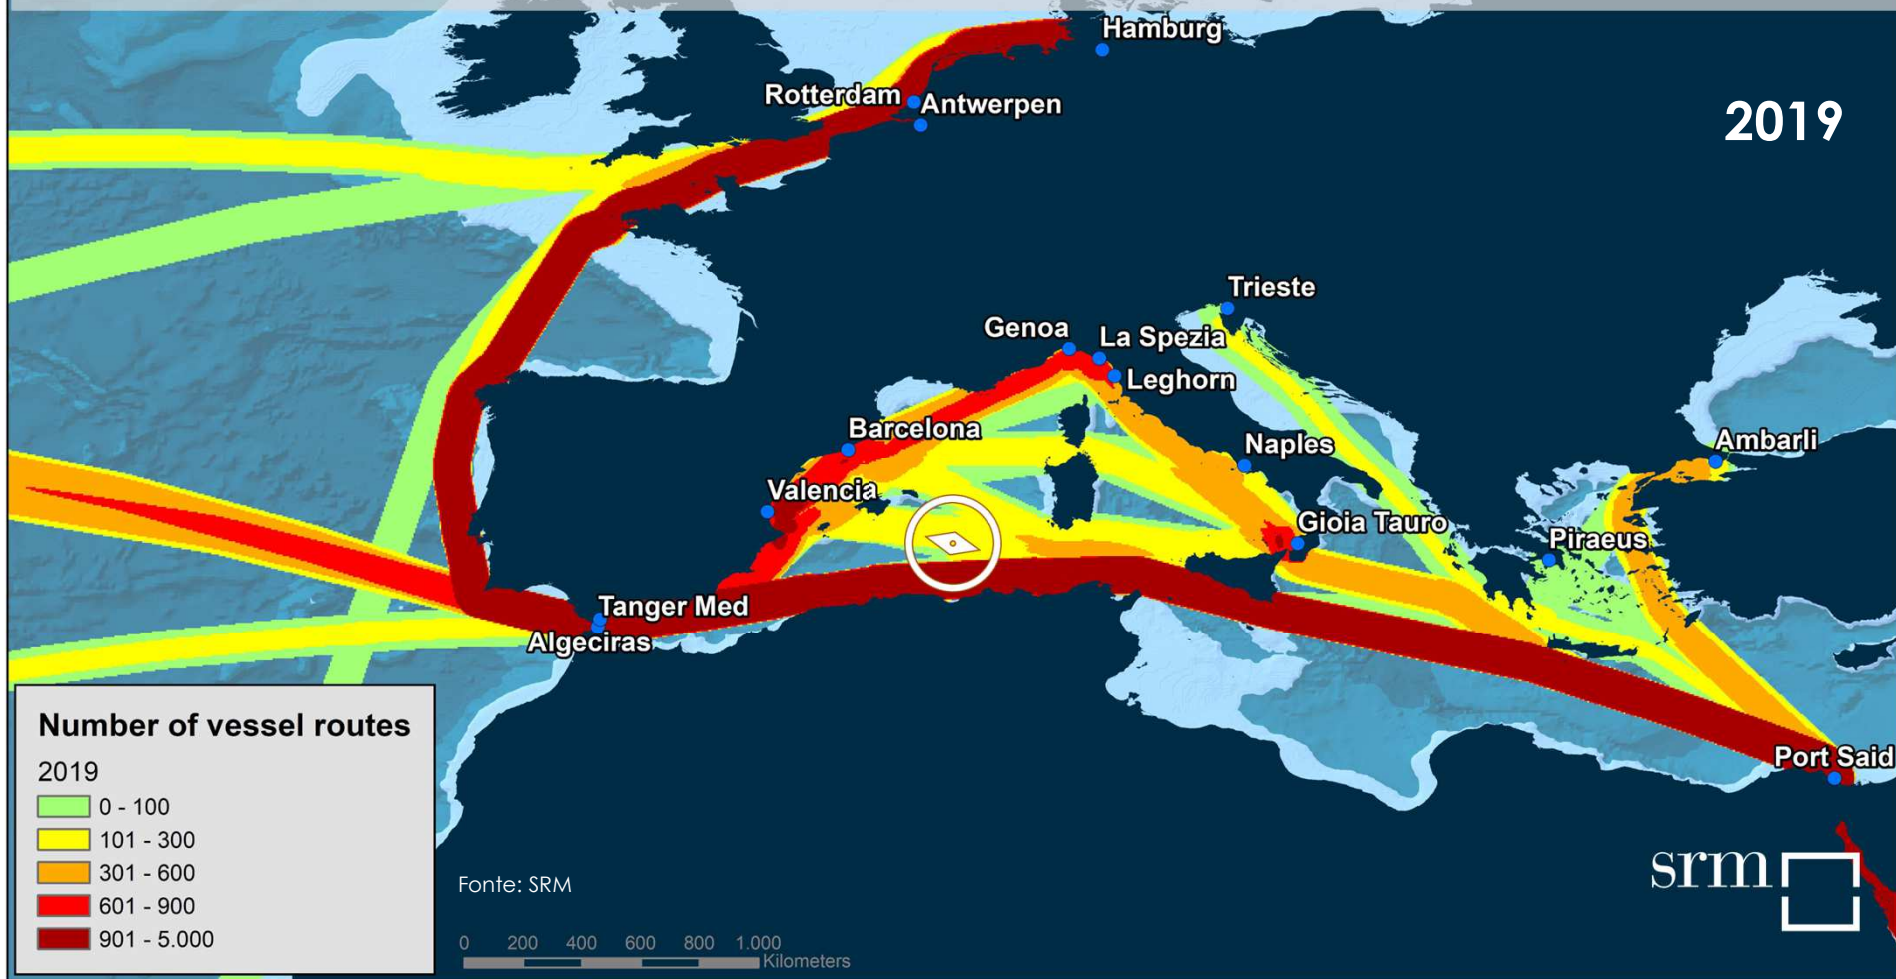 Hamburg
Rotterdam
Antwerpen
2019
Trieste
Genoa
La Spezia
Leghorn
Barcelona
Naples
Ambarli
Valencia
Gioia Tauro
Piraeus
Tanger Med
Algeciras
Port Said
Number of vessel routes
2019
0 - 100
101 - 300
301 - 600
601 - 900
901 - 5.000
Fonte: SRM
srm
0 200 400 600 800 1.000
Kilometers